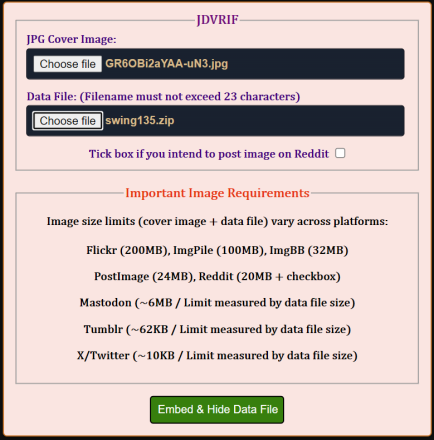 JDVRIF
JPG Cover Image:
Choose file GR6OBi2aYAA-uN3.jpg
Data File: (Filename must not exceed 23 characters)
Choose file swing135.zip
Tick box if you intend to post image on Reddit
Important Image Requirements
Image size limits (cover image + data file) vary across platforms:
Flickr (200MB), ImgPile (100MB), ImgBB (32MB)
PostImage (24MB), Reddit (20MB + checkbox)
Mastodon (~6MB / Limit measured by data file size)
Tumblr (~62KB / Limit measured by data file size)
X/Twitter (~10KB / Limit measured by data file size)
Embed & Hide Data File